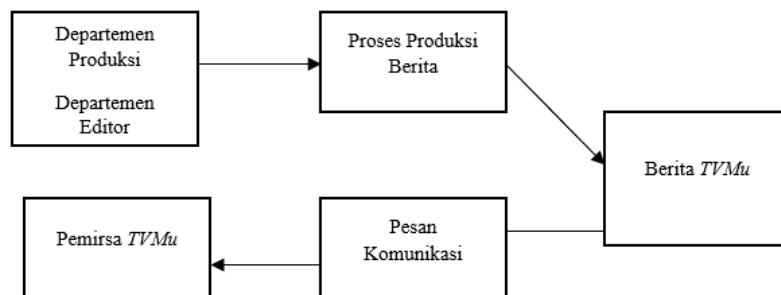 Departemen
Produksi
Departemen
Editor
Proses Produksi
Berita
Berita TVMu
Pesan
Komunikasi
Pemirsa TVMu